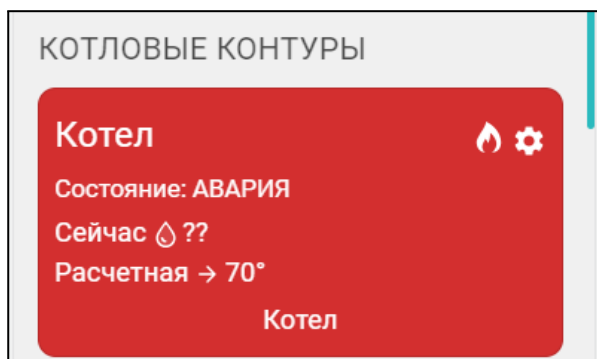 КОТЛОВЫЕ КОНТУРЫ
Котел
Состояние: АВАРИЯ
Сейчас ??
Расчетная → 70°
Котел